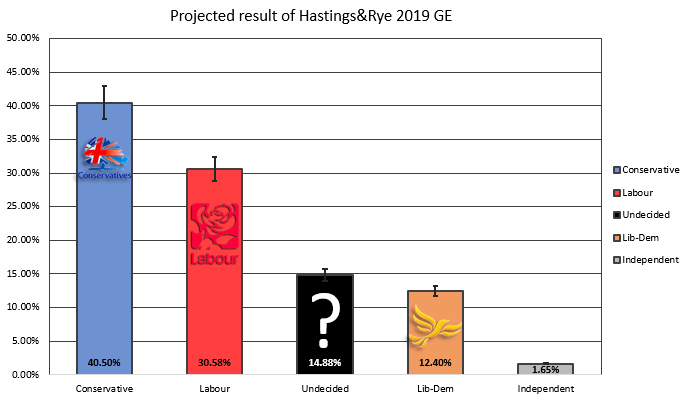 Projected result of Hastings&Rye 2019 GE
50.00%
45.00%
40.00%
35.00%
30.00%
25.00%
20.00%
15.00%
10.00%
5.00%
0.00%
Conservatives
Labour
?
40.50%
30.58%
14.88%
12.40%
1.65%
Conservative
Labour
Undecided
Lib-Dem
Independent
Conservative
Labour
Undecided
Lib-Dem
Independent